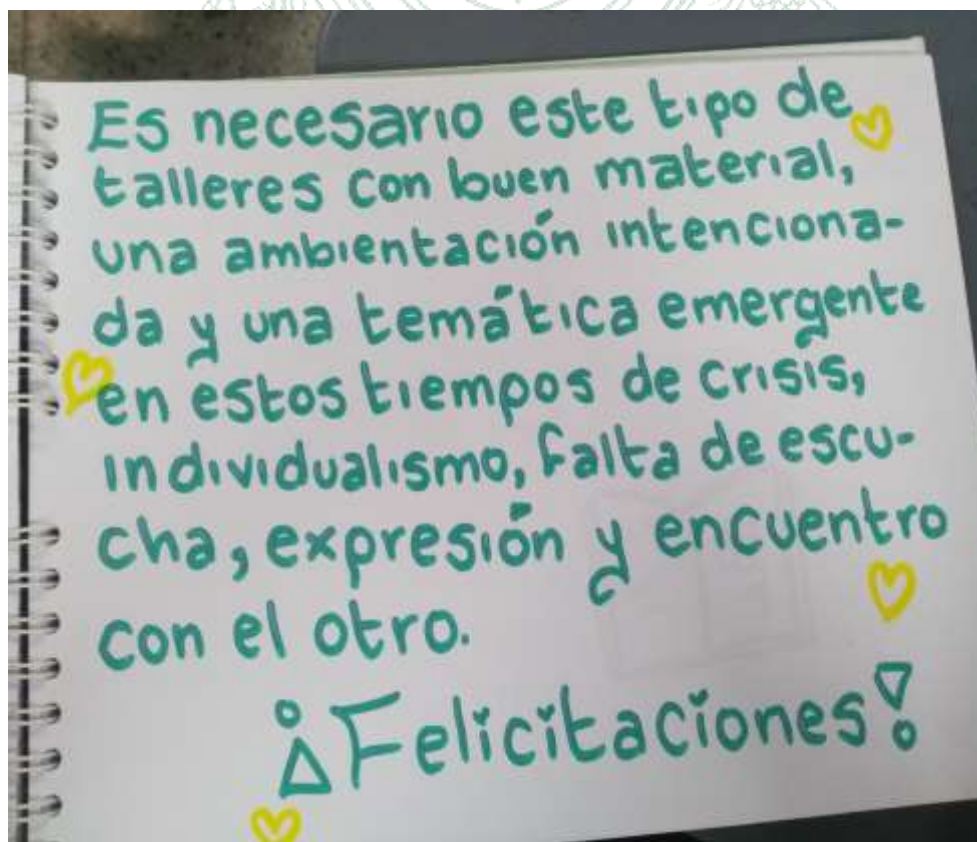 Es necesario este tipo de
talleres con buen material,
una ambientación intenciona-
da y una temática emergente
en estos tiempos de crisis,
individualismo, falta de escu-
cha, expresión y encuentro
con el otro.
¡Felicitaciones!